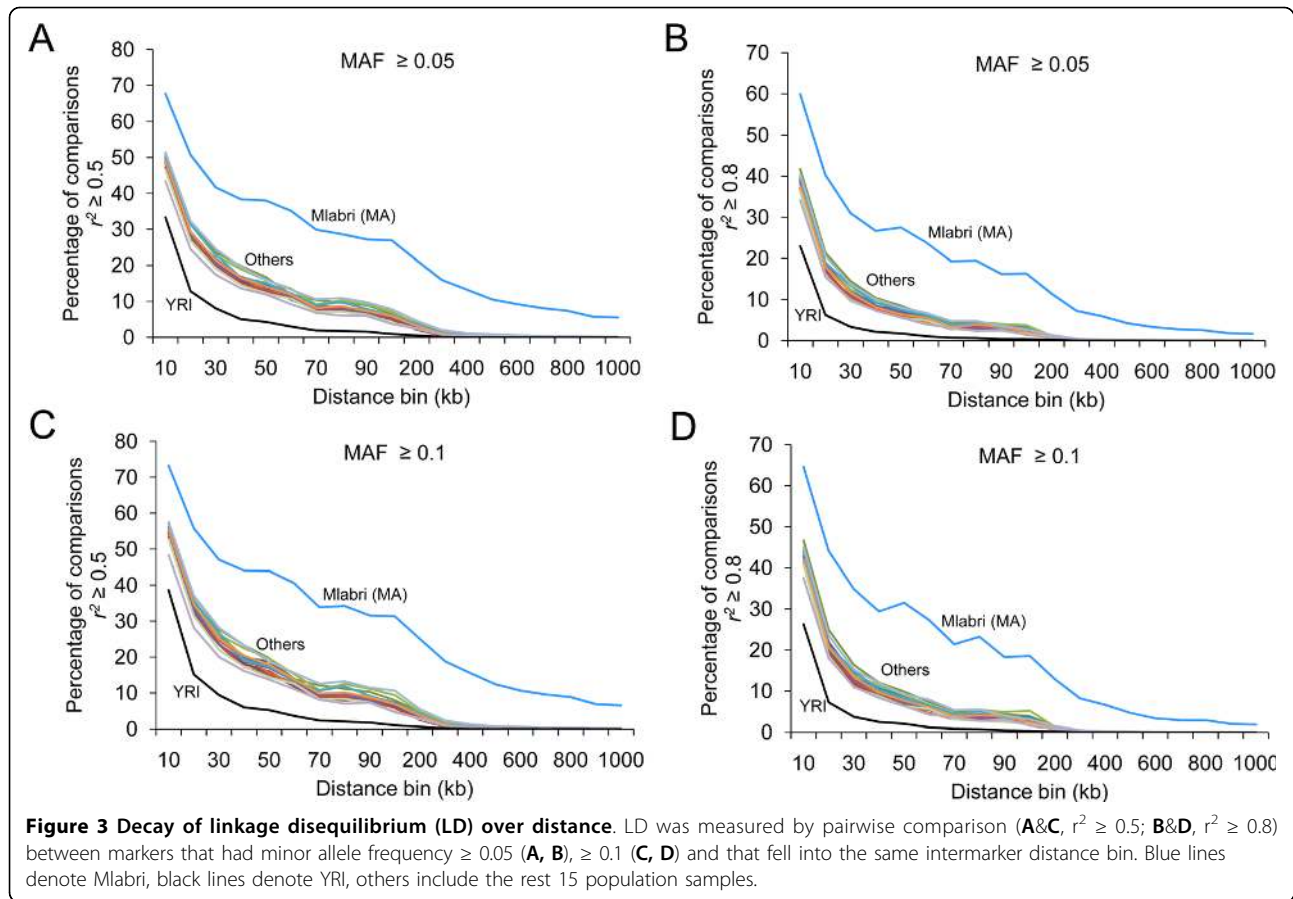 A
MAF ≥ 0.05
80
70
60
50
40
30
20
10
0
Percentage of comparisons
r² ≥ 0.5
Mlabri (MA)
Others
YRI
10 30 50 70 90 200 400 600 800 1000
Distance bin (kb)
B
MAF ≥ 0.05
70
60
50
40
30
20
10
0
Percentage of comparisons
r² ≥ 0.8
Mlabri (MA)
Others
YRI
10 30 50 70 90 200 400 600 800 1000
Distance bin (kb)
C
MAF ≥ 0.1
80
70
60
50
40
30
20
10
0
Percentage of comparisons
r² ≥ 0.5
Mlabri (MA)
Others
YRI
10 30 50 70 90 200 400 600 800 1000
Distance bin (kb)
D
MAF ≥ 0.1
70
60
50
40
30
20
10
0
Percentage of comparisons
r² ≥ 0.8
Mlabri (MA)
Others
YRI
10 30 50 70 90 200 400 600 800 1000
Distance bin (kb)
Figure 3 Decay of linkage disequilibrium (LD) over distance. LD was measured by pairwise comparison (A&C, r² ≥ 0.5; B&D, r² ≥ 0.8)
between markers that had minor allele frequency ≥ 0.05 (A, B), ≥ 0.1 (C, D) and that fell into the same intermarker distance bin. Blue lines
denote Mlabri, black lines denote YRI, others include the rest 15 population samples.